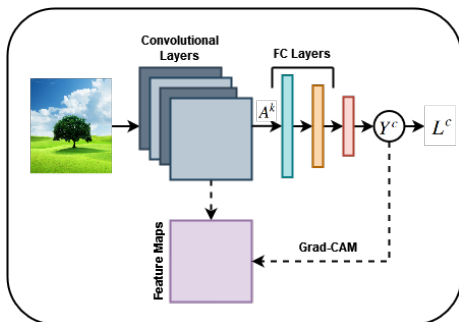 Convolutional
Layers
FC Layers
A^k
Y^c
L^c
Feature Maps
Grad-CAM